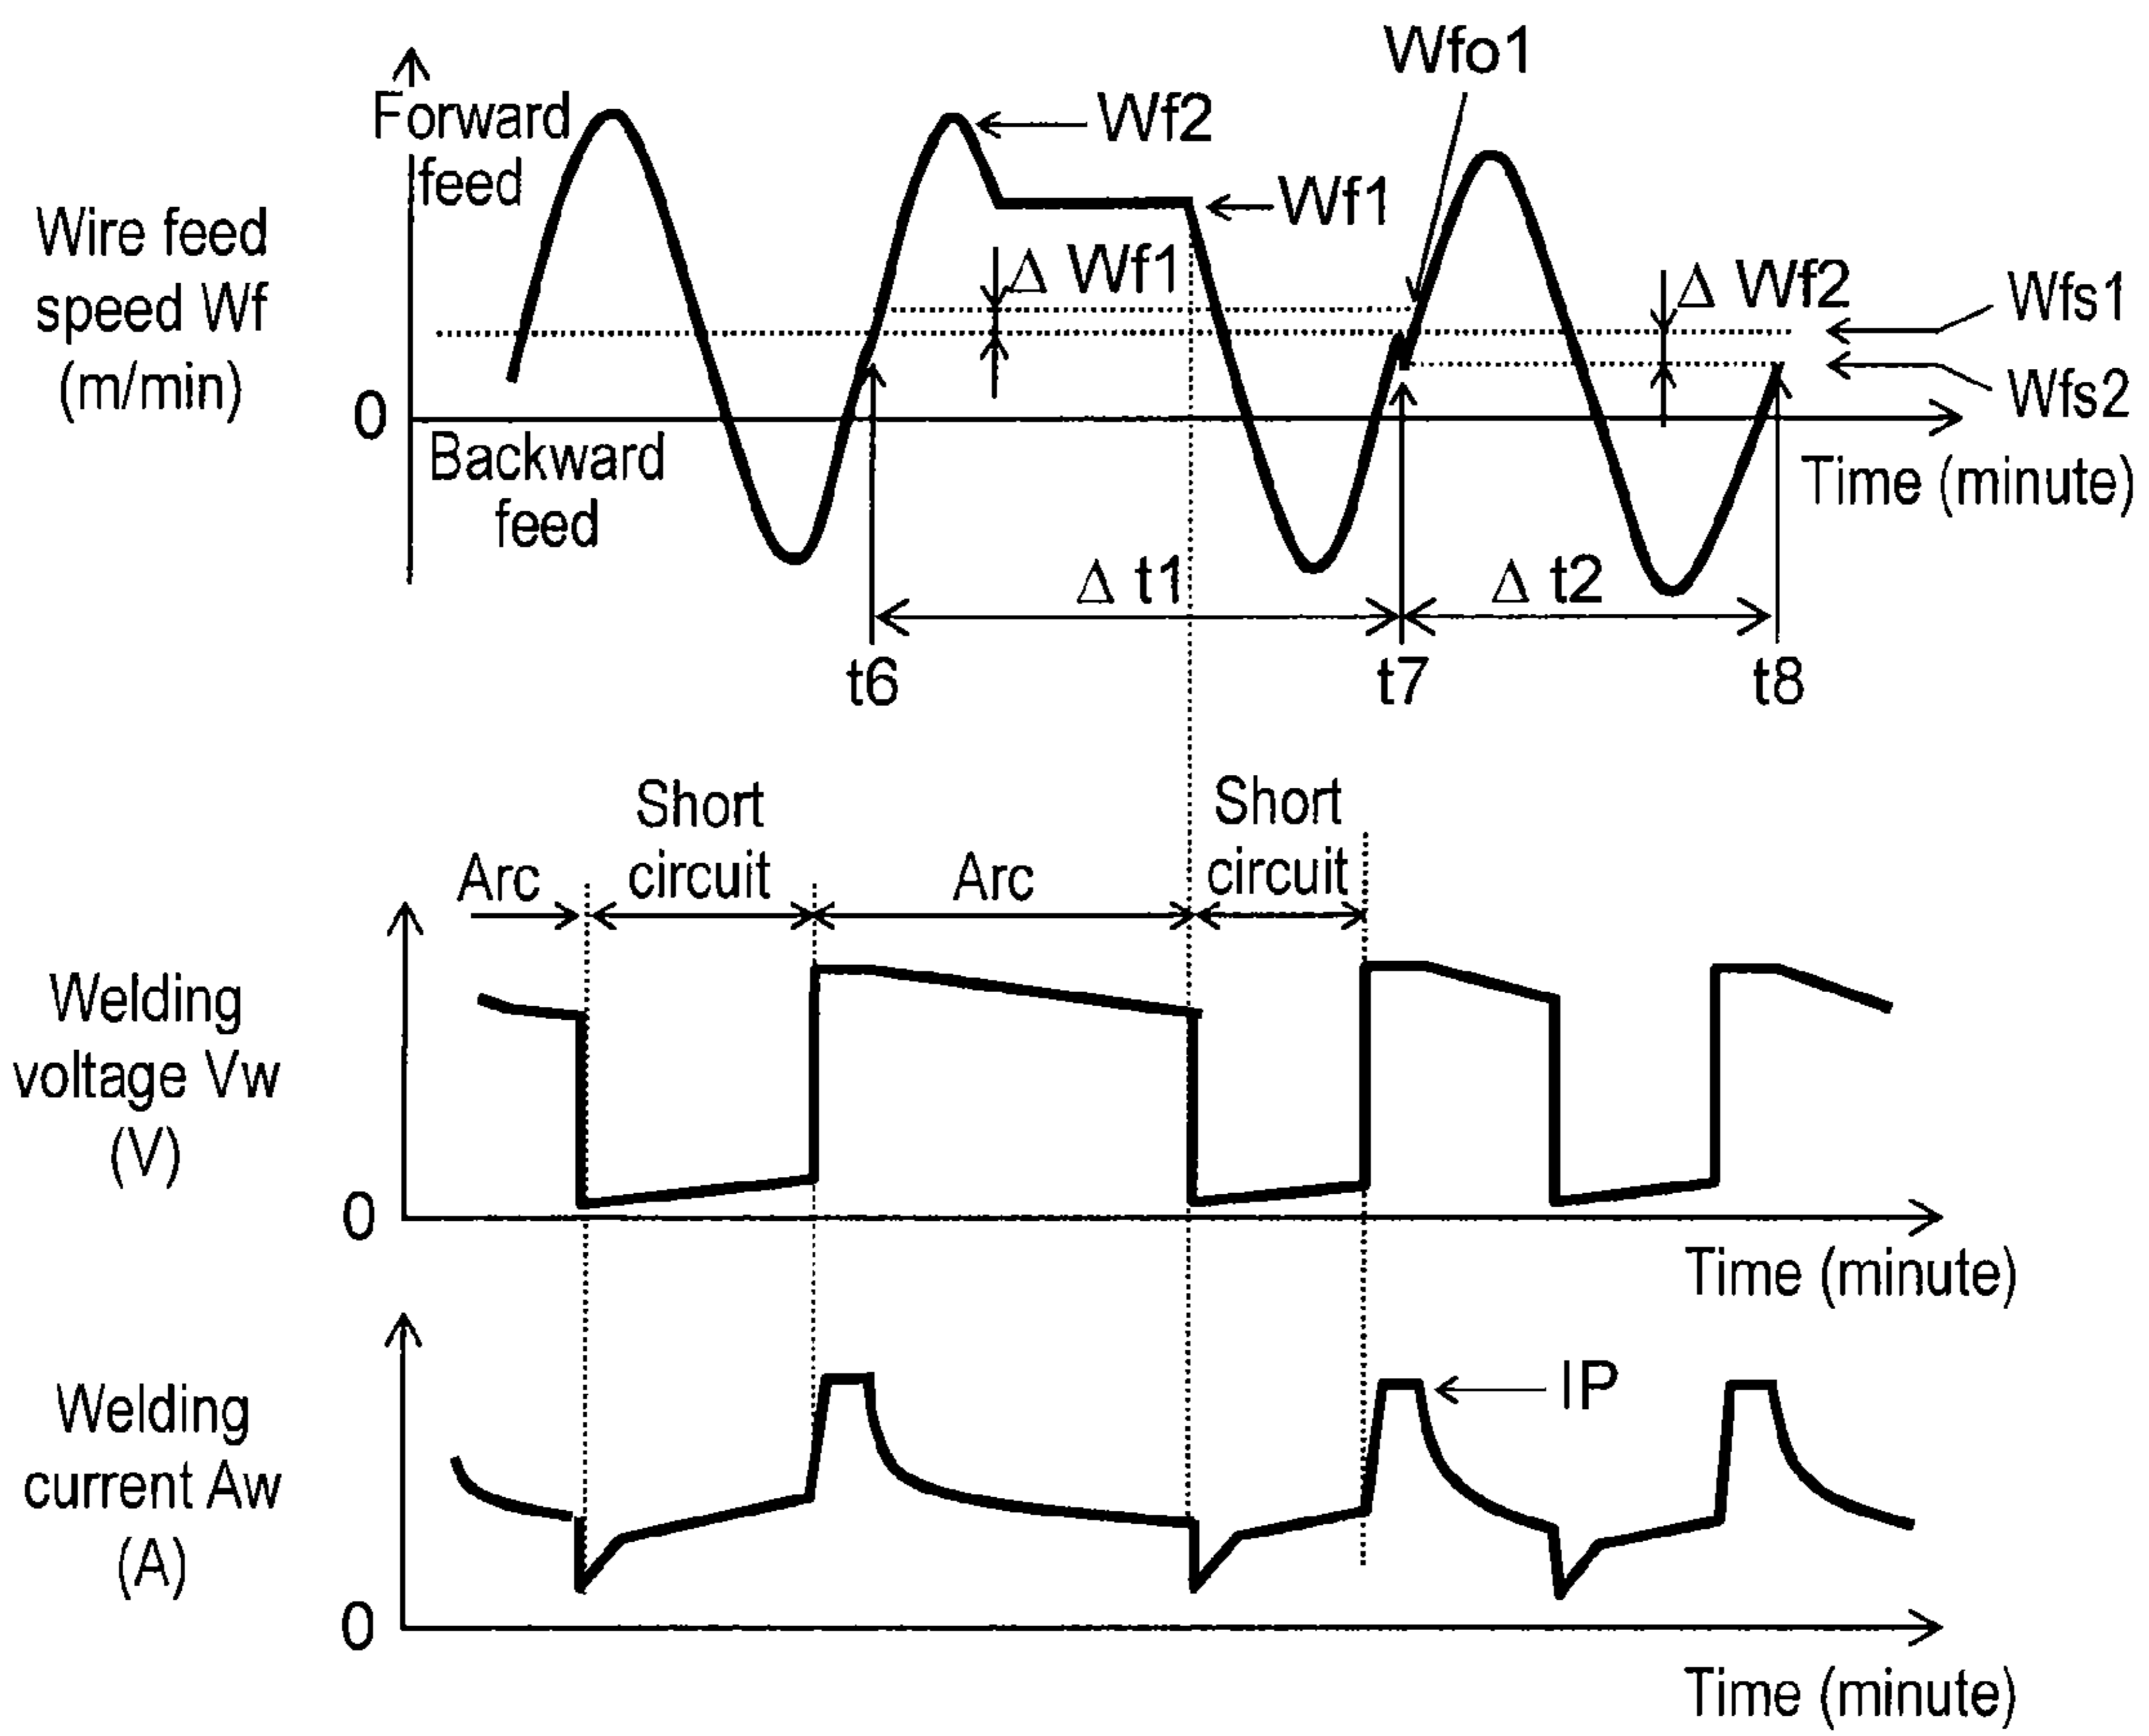 Wfo1
Forward
feed
Wf2
Wf1
Wire feed
speed Wf
(m/min)
Δ Wf1
Δ Wf2
Wfs1
Wfs2
0
Backward
feed
Time (minute)
Δ t1
Δ t2
t6
t7
t8
Short
circuit
Short
circuit
Arc
Arc
Welding
voltage Vw
(V)
0
Time (minute)
IP
Welding
current Aw
(A)
0
Time (minute)